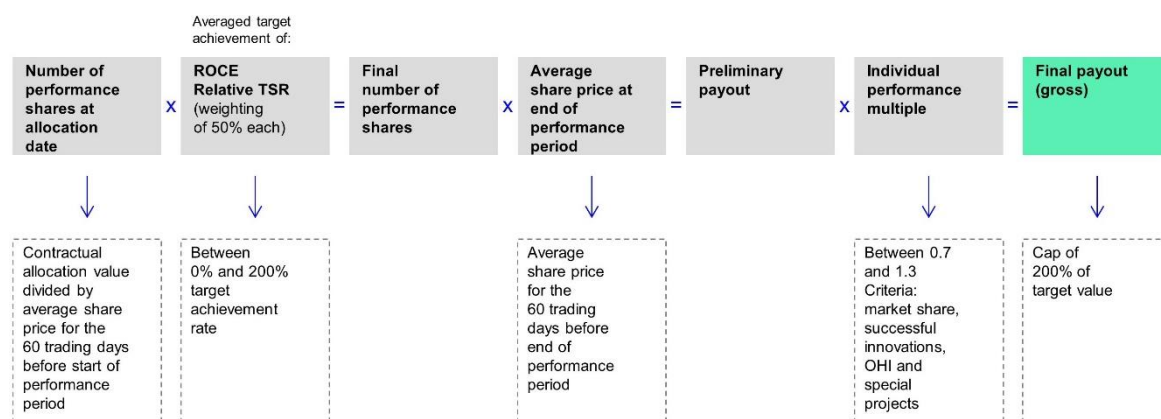 Averaged target
achievement of:
Number of
performance
shares at
allocation
date
x
ROCE
Relative TSR
(weighting
of 50% each)
=
Final
number of
performance
shares
x
Average
share price at
end of
performance
period
=
Preliminary
payout
x
Individual
performance
multiple
=
Final payout
(gross)
Contractual
allocation value
divided by
average share
price for the
60 trading days
before start of
performance
period
Between
0% and 200%
target
achievement
rate
Average
share price
for the
60 trading
days before
end of
performance
period
Between 0.7
and 1.3
Criteria:
market share,
successful
innovations,
OHI and
special
projects
Cap of
200% of
target value